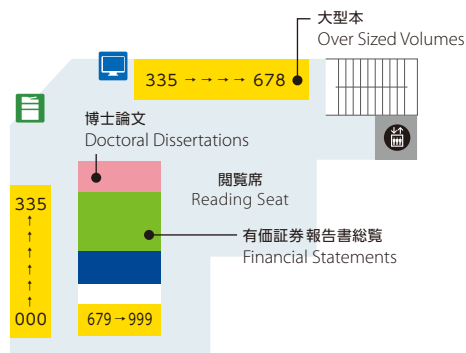 大型本
Over Sized Volumes
335 → → → → 678
博士論文
Doctoral Dissertations
閲覧席
Reading Seat
335
↑
↑
↑
↑
↑
↑
000
有価証券報告書総覧
Financial Statements
679→999